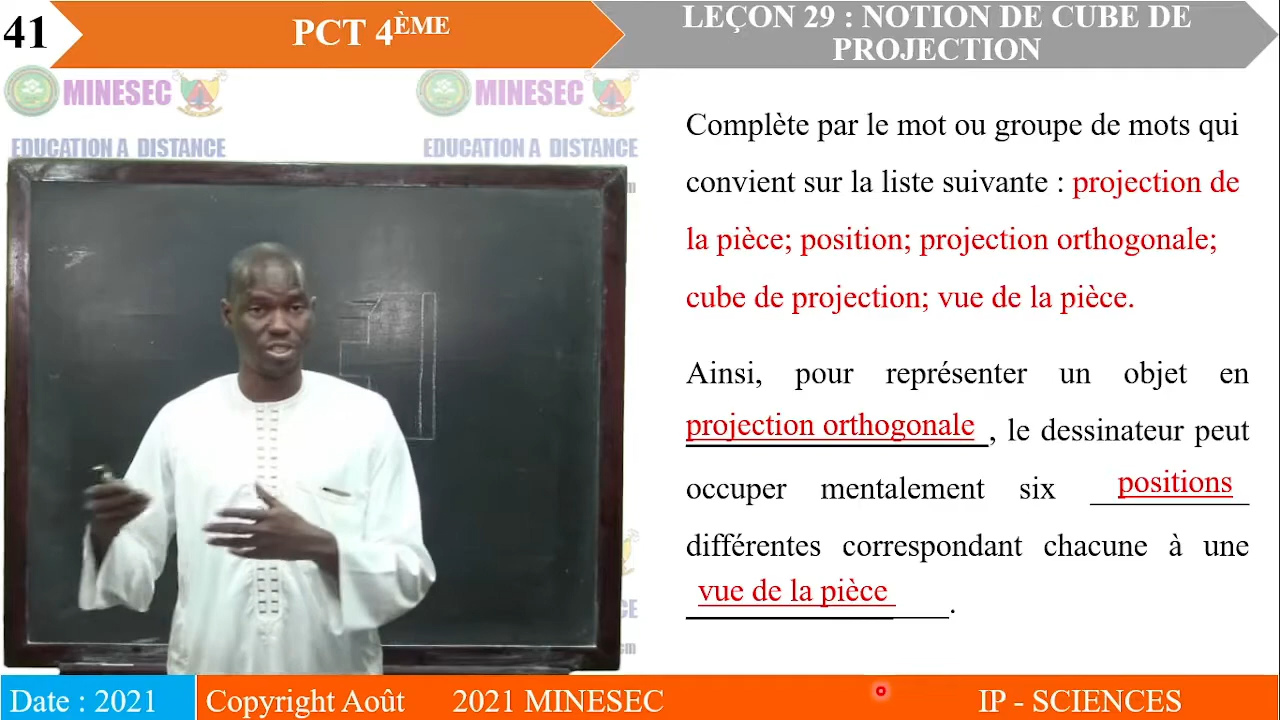 41
PCT 4ÈME
LEÇON 29 : NOTION DE CUBE DE
PROJECTION
MINESEC
MINESEC
EDUCATION A DISTANCE
EDUCATION A DISTANCE
Complète par le mot ou groupe de mots qui
convient sur la liste suivante : projection de
la pièce; position; projection orthogonale;
cube de projection; vue de la pièce.
Ainsi, pour représenter un objet en
projection orthogonale, le dessinateur peut
occuper mentalement six positions
différentes correspondant chacune à une
vue de la pièce.
Date : 2021
Copyright Août 2021 MINESEC
IP - SCIENCES